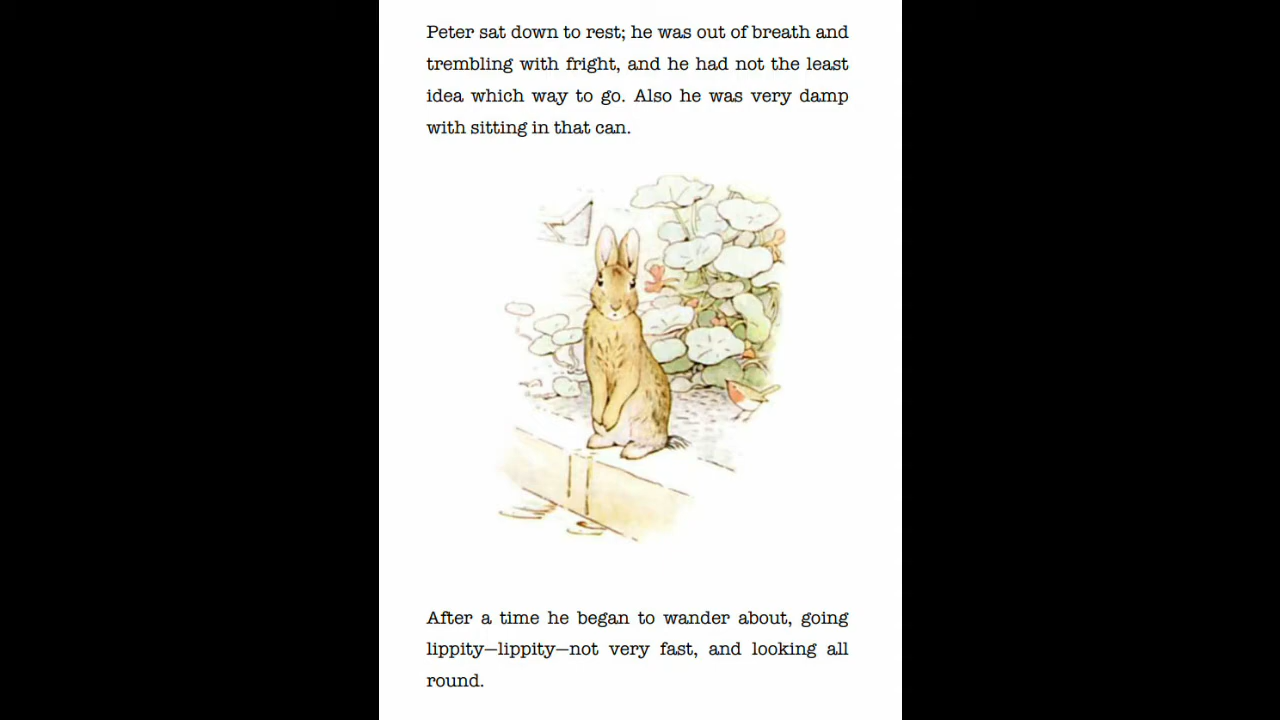 Peter sat down to rest; he was out of breath and
trembling with fright, and he had not the least
idea which way to go. Also he was very damp
with sitting in that can.
After a time he began to wander about, going
lippity—lippity—not very fast, and looking all
round.